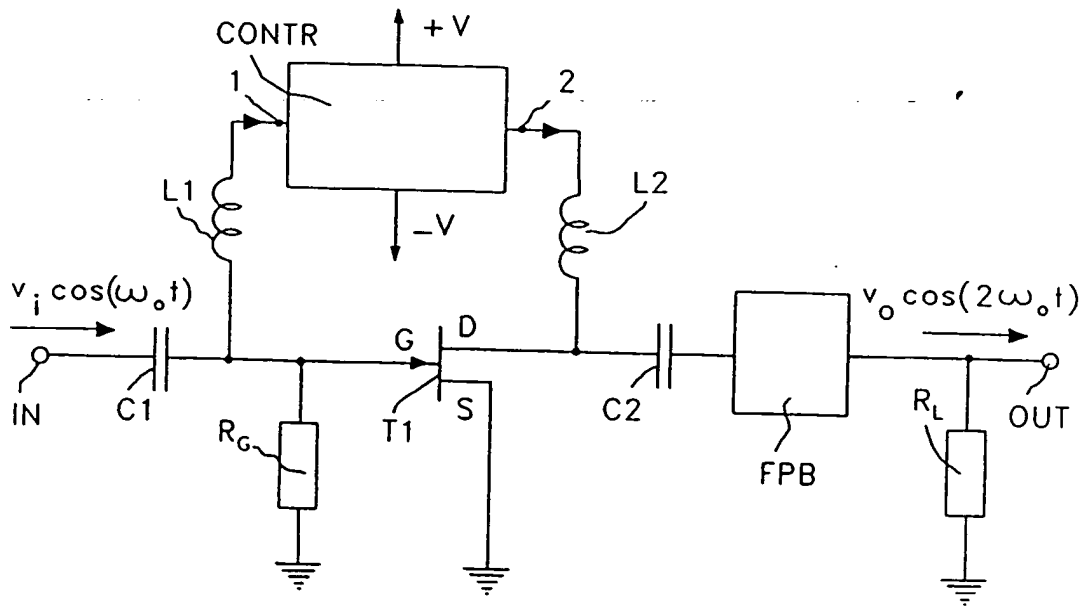 CONTR
+V
1
2
L1
L2
–V
v_i cos(ω_o t)
v_o cos(2ω_o t)
G
D
S
IN
C1
T1
C2
R_G
FPB
R_L
OUT